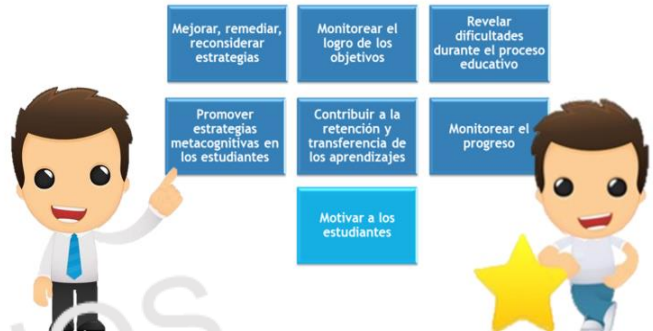 Mejorar, remediar,
reconsiderar
estrategias
Monitorear el
logro de los
objetivos
Revelar
dificultades
durante el proceso
educativo
Promover
estrategias
metacognitivas en
los estudiantes
Contribuir a la
retención y
transferencia de
los aprendizajes
Monitorear el
progreso
Motivar a los
estudiantes